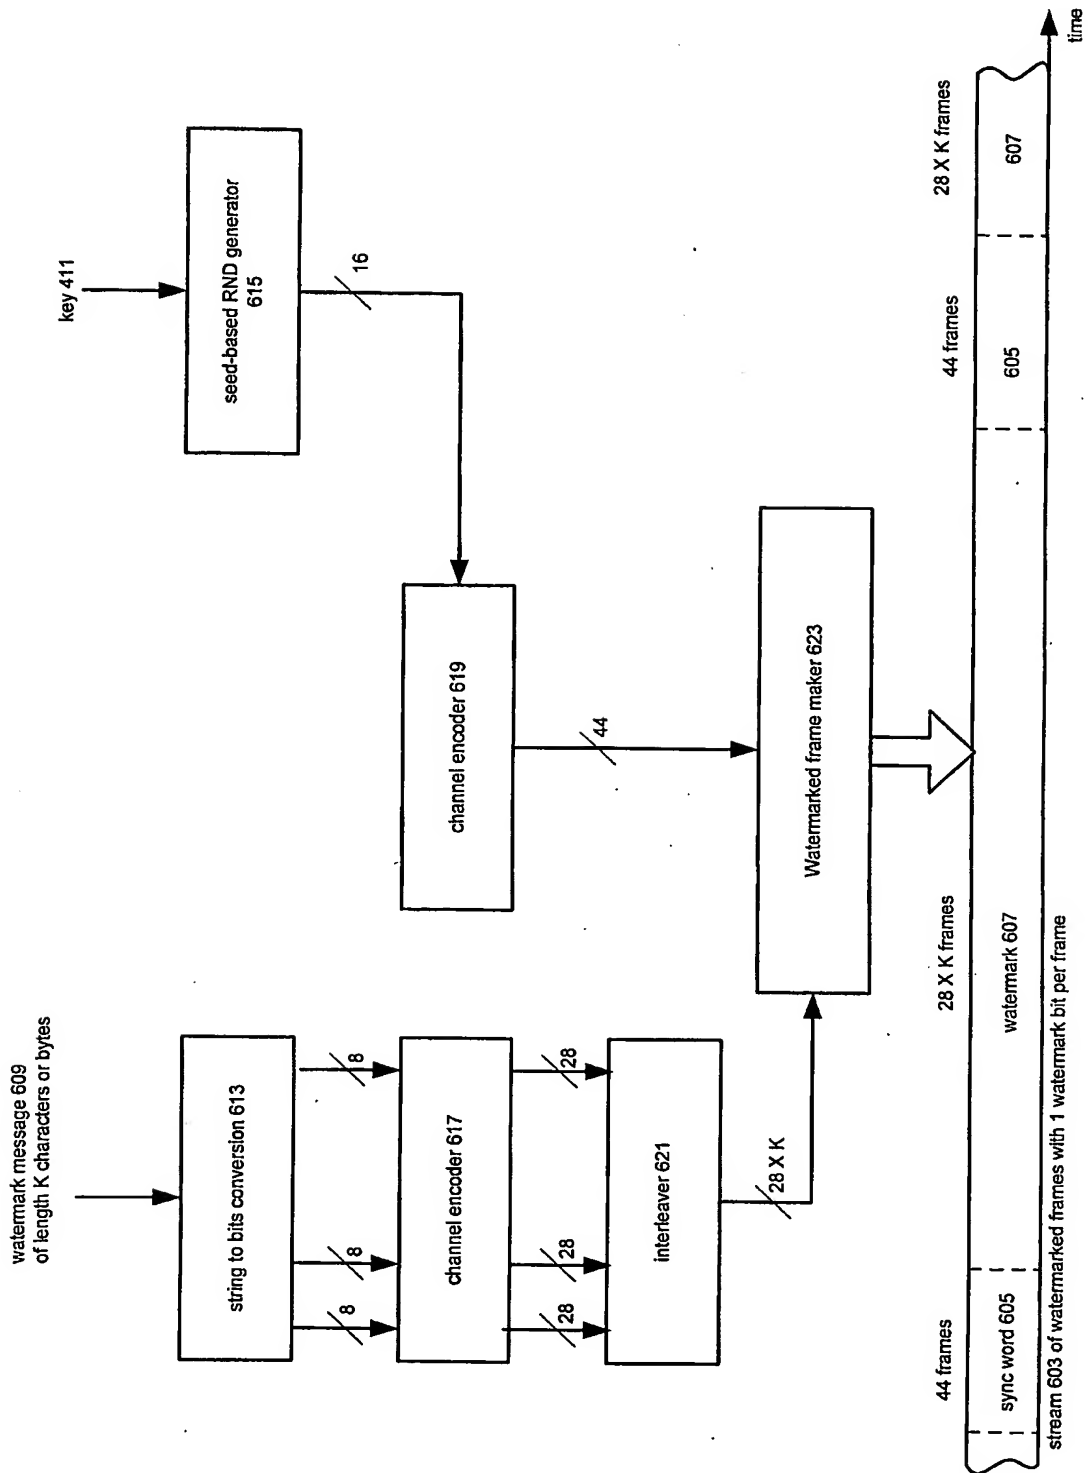 watermark message 609
of length K characters or bytes
key 411
string to bits conversion 613
seed-based RND generator
615
8
8
8
16
channel encoder 617
channel encoder 619
28
28
28
44
interleaver 621
28 X K
Watermarked frame maker 623
44 frames
28 X K frames
44 frames
28 X K frames
sync word 605
watermark 607
605
607
stream 603 of watermarked frames with 1 watermark bit per frame
time